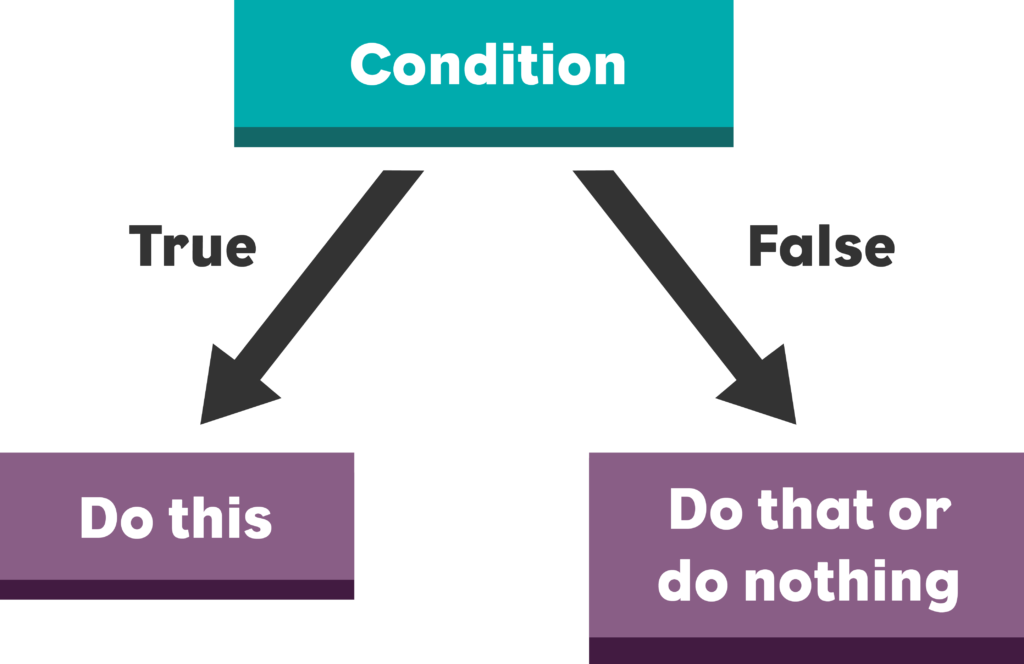 Condition
True
False
Do this
Do that or
do nothing